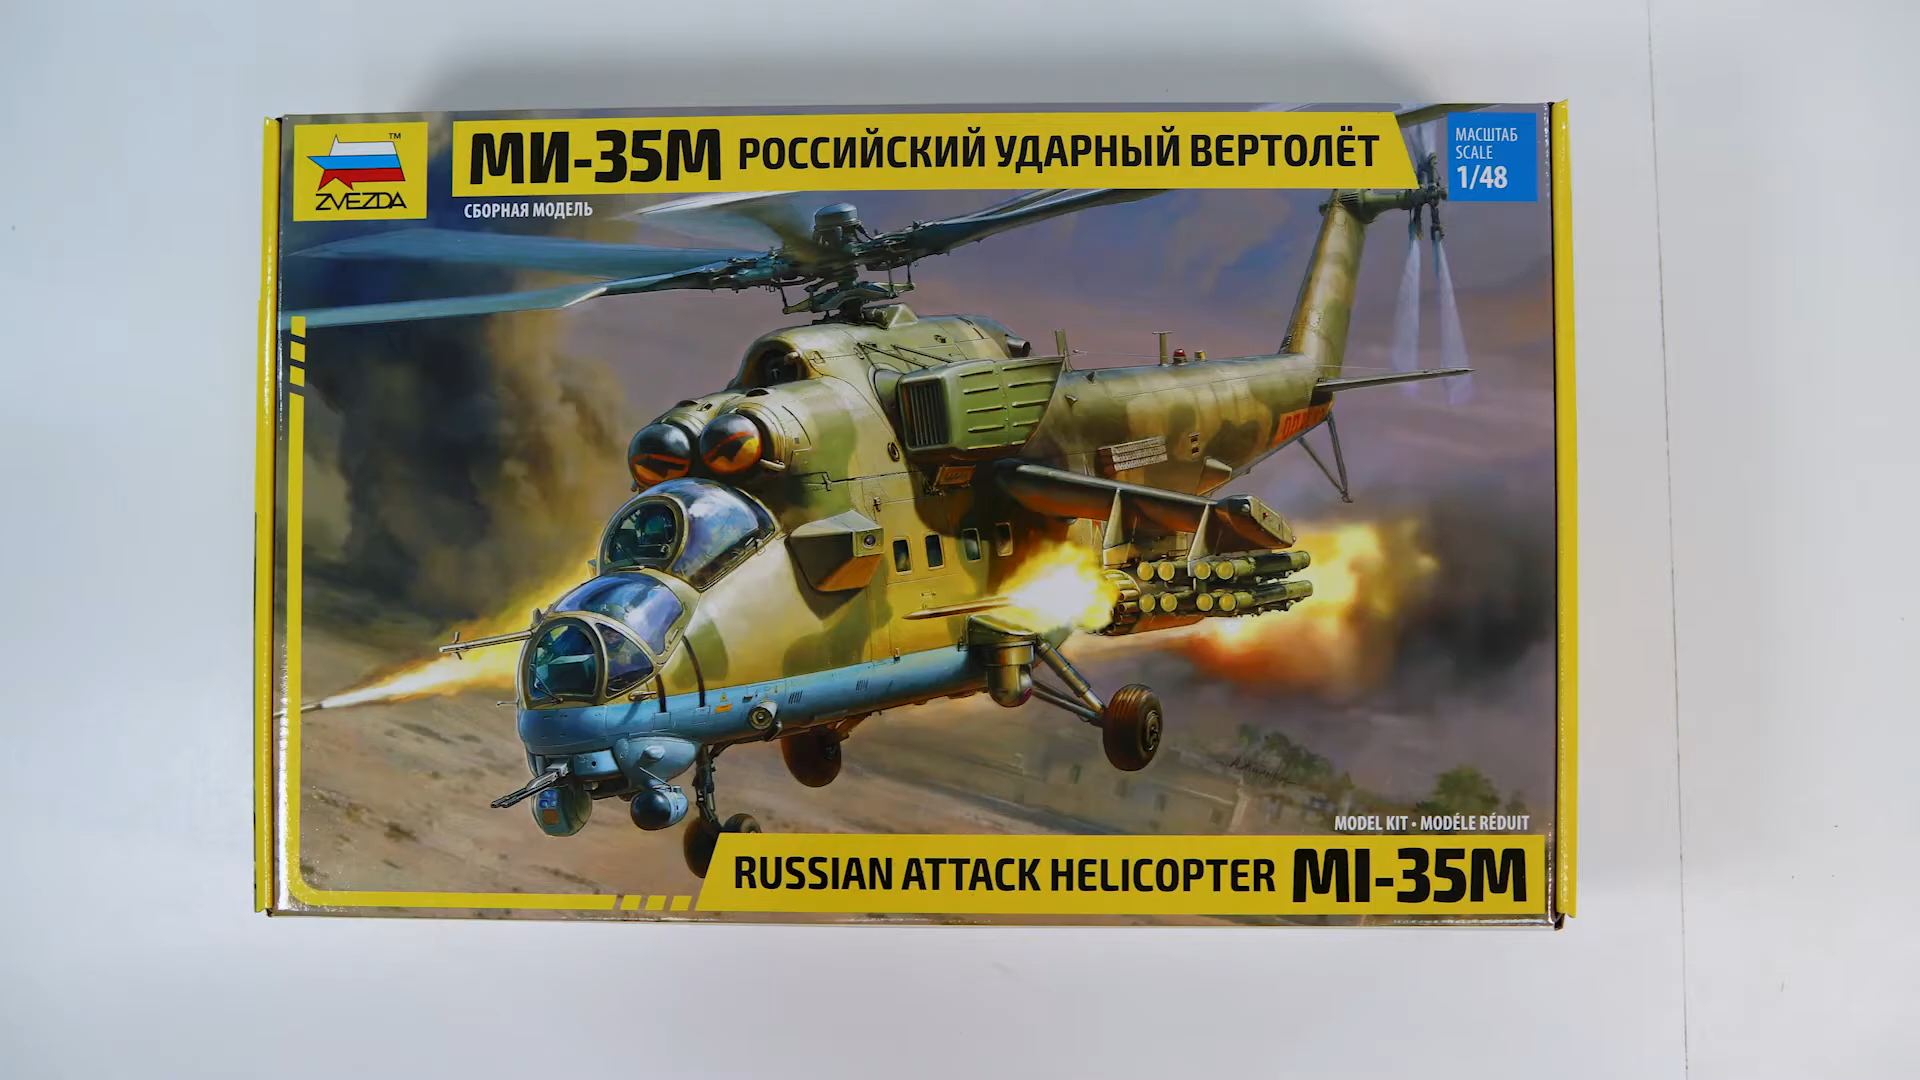 ™
ZVEZDA
МИ-35М РОССИЙСКИЙ УДАРНЫЙ ВЕРТОЛЁТ
СБОРНАЯ МОДЕЛЬ
МАСШТАБ
SCALE
1/48
MODEL KIT • MODÉLE RÉDUIT
RUSSIAN ATTACK HELICOPTER MI-35M